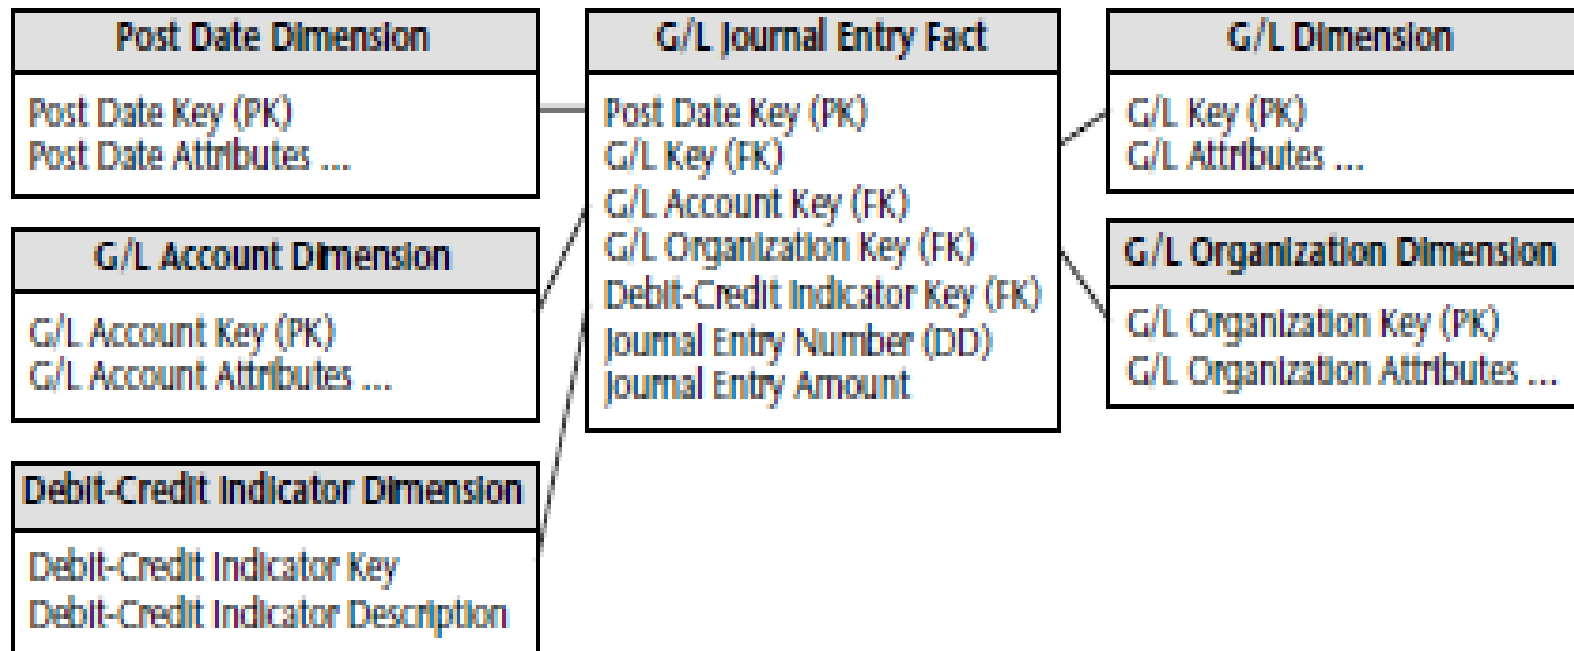 Post Date Dimension
Post Date Key (PK)
Post Date Attributes ...
G/L Account Dimension
G/L Account Key (PK)
G/L Account Attributes ...
Debit-Credit Indicator Dimension
Debit-Credit Indicator Key
Debit-Credit Indicator Description
G/L Journal Entry Fact
Post Date Key (PK)
G/L Key (FK)
G/L Account Key (FK)
G/L Organization Key (FK)
Debit-Credit Indicator Key (FK)
Journal Entry Number (DD)
Journal Entry Amount
G/L Dimension
G/L Key (PK)
G/L Attributes ...
G/L Organization Dimension
G/L Organization Key (PK)
G/L Organization Attributes ...